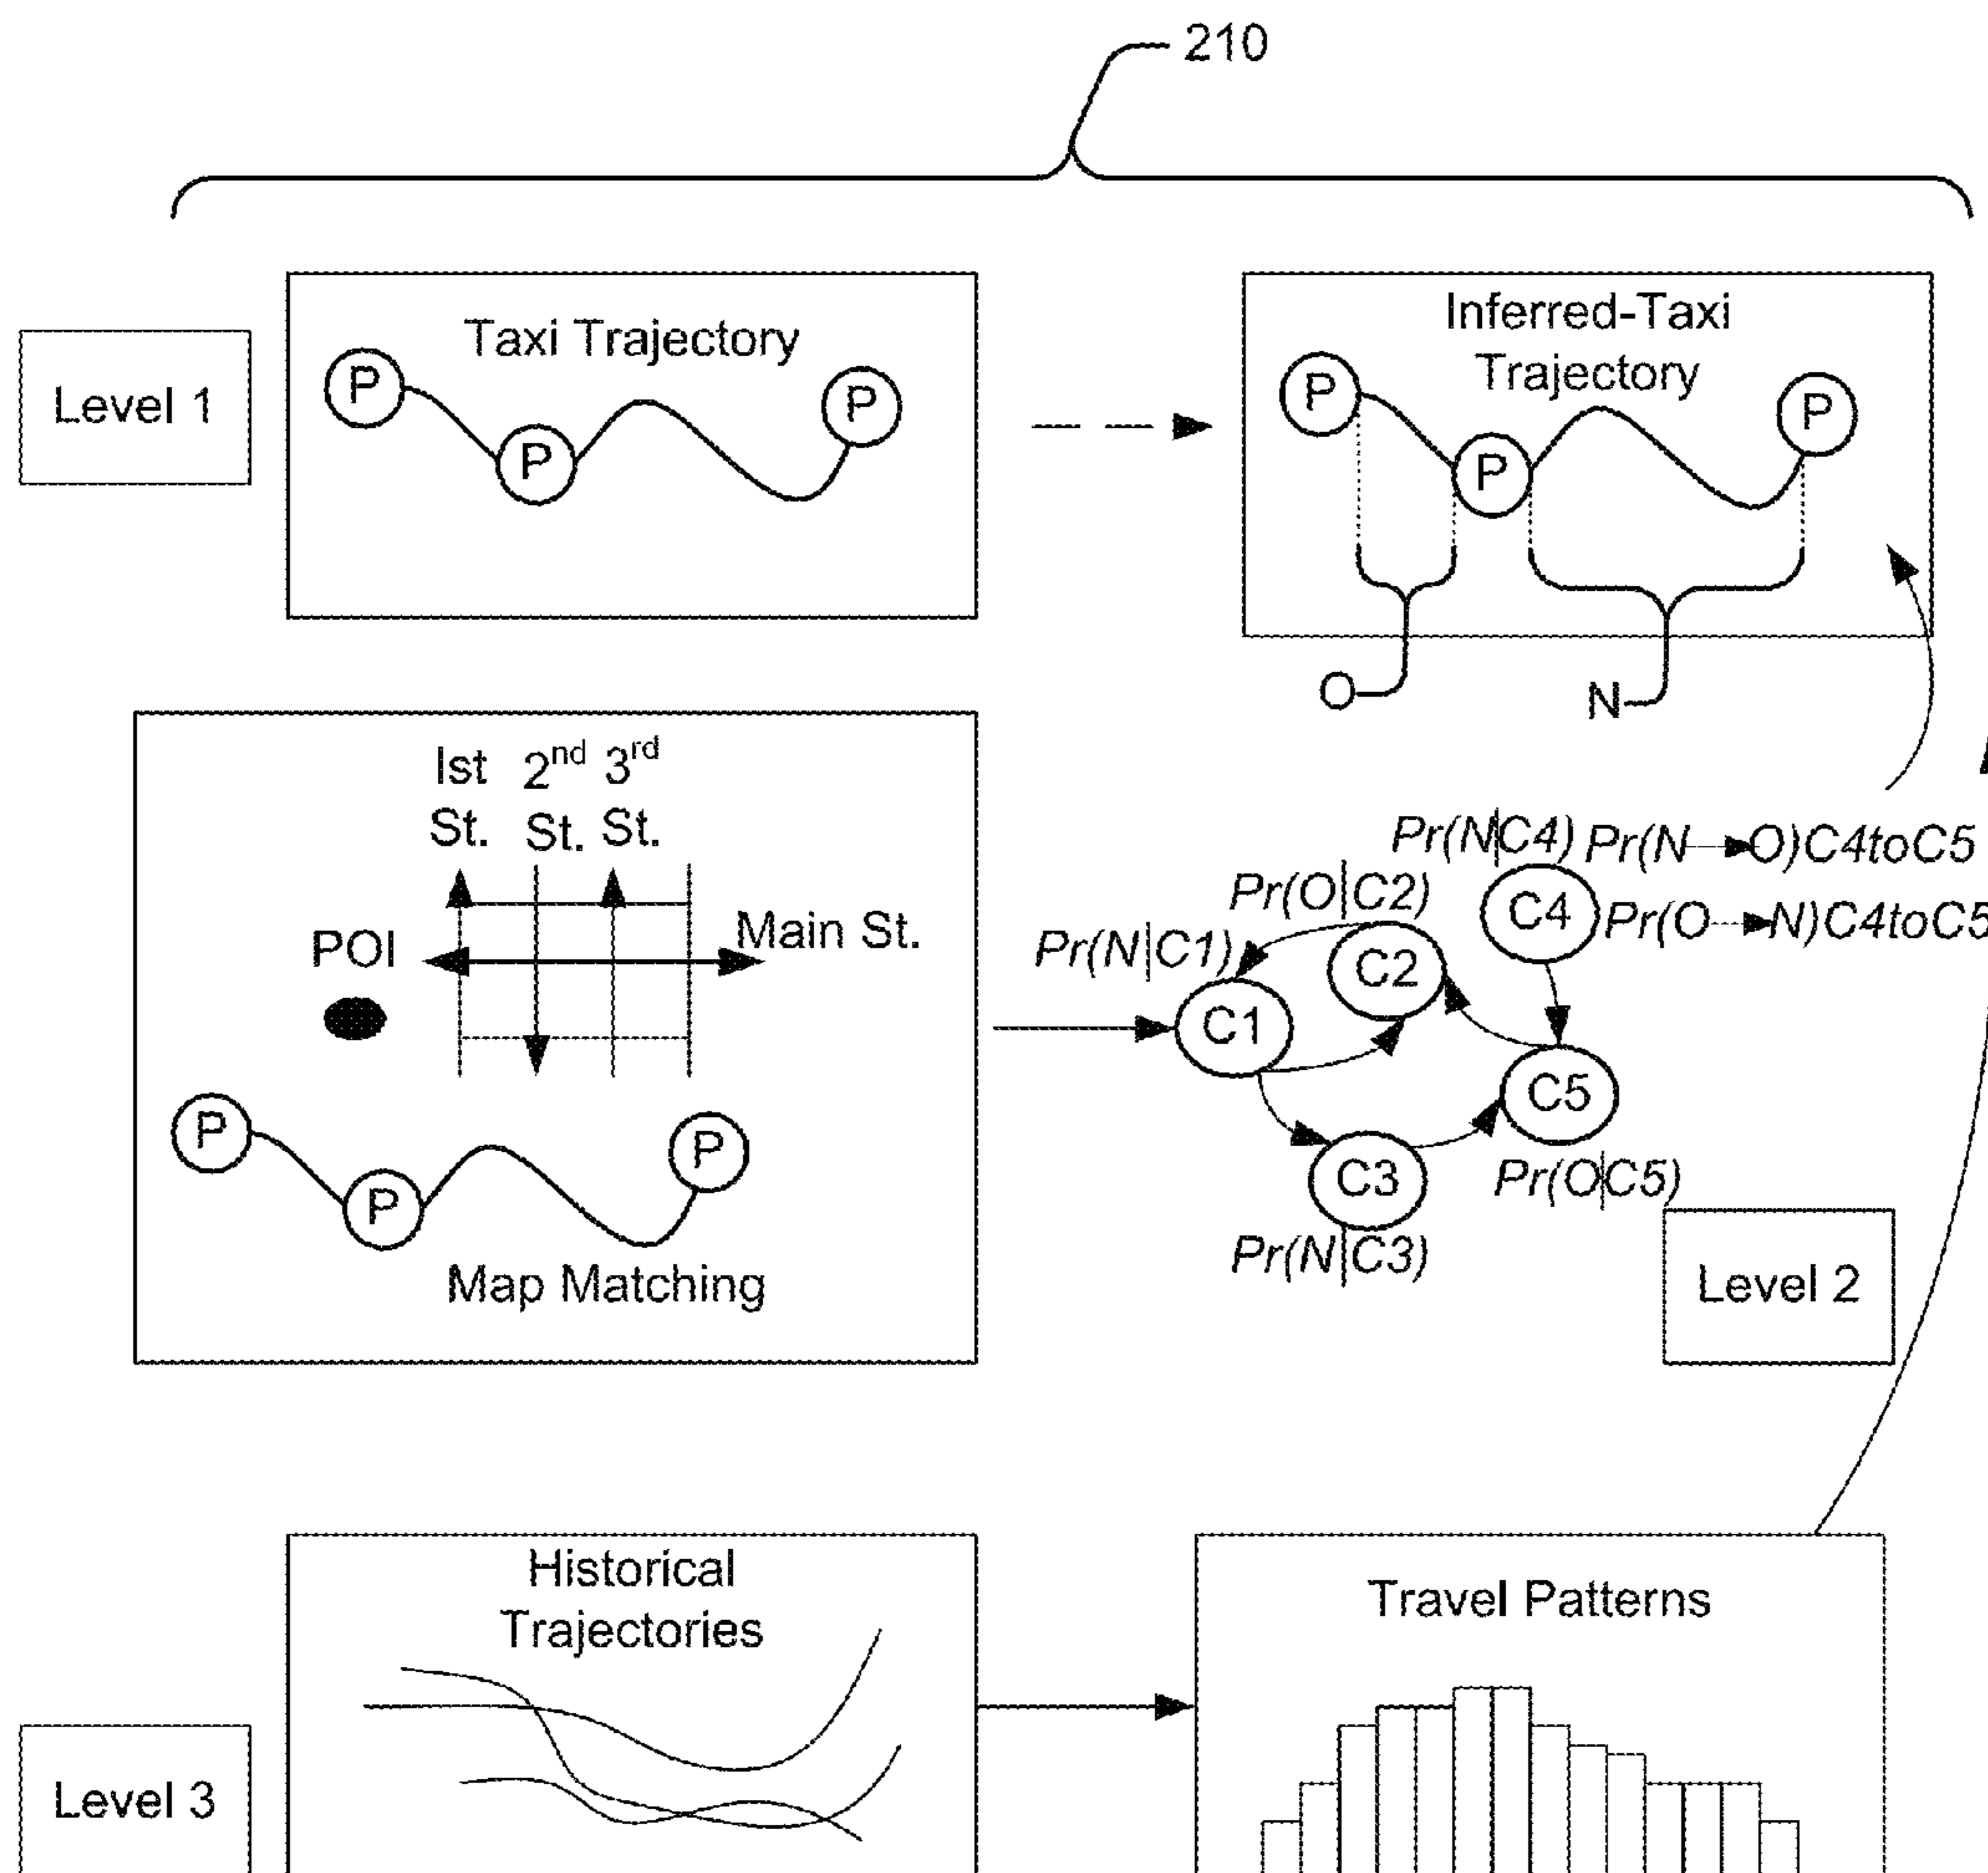 210
Level 1
Taxi Trajectory
P
P
P
Inferred-Taxi
Trajectory
P
P
P
O
N
Ist 2nd 3rd
St. St. St.
POI
Main St.
P
P
P
Map Matching
Pr(N|C4) Pr(N→O)C4toC5
Pr(O|C2)
C4
Pr(O→N)C4toC5
Pr(N|C1)
C2
C1
C5
C3
Pr(O|C5)
Pr(N|C3)
Level 2
Historical
Trajectories
Travel Patterns
Level 3